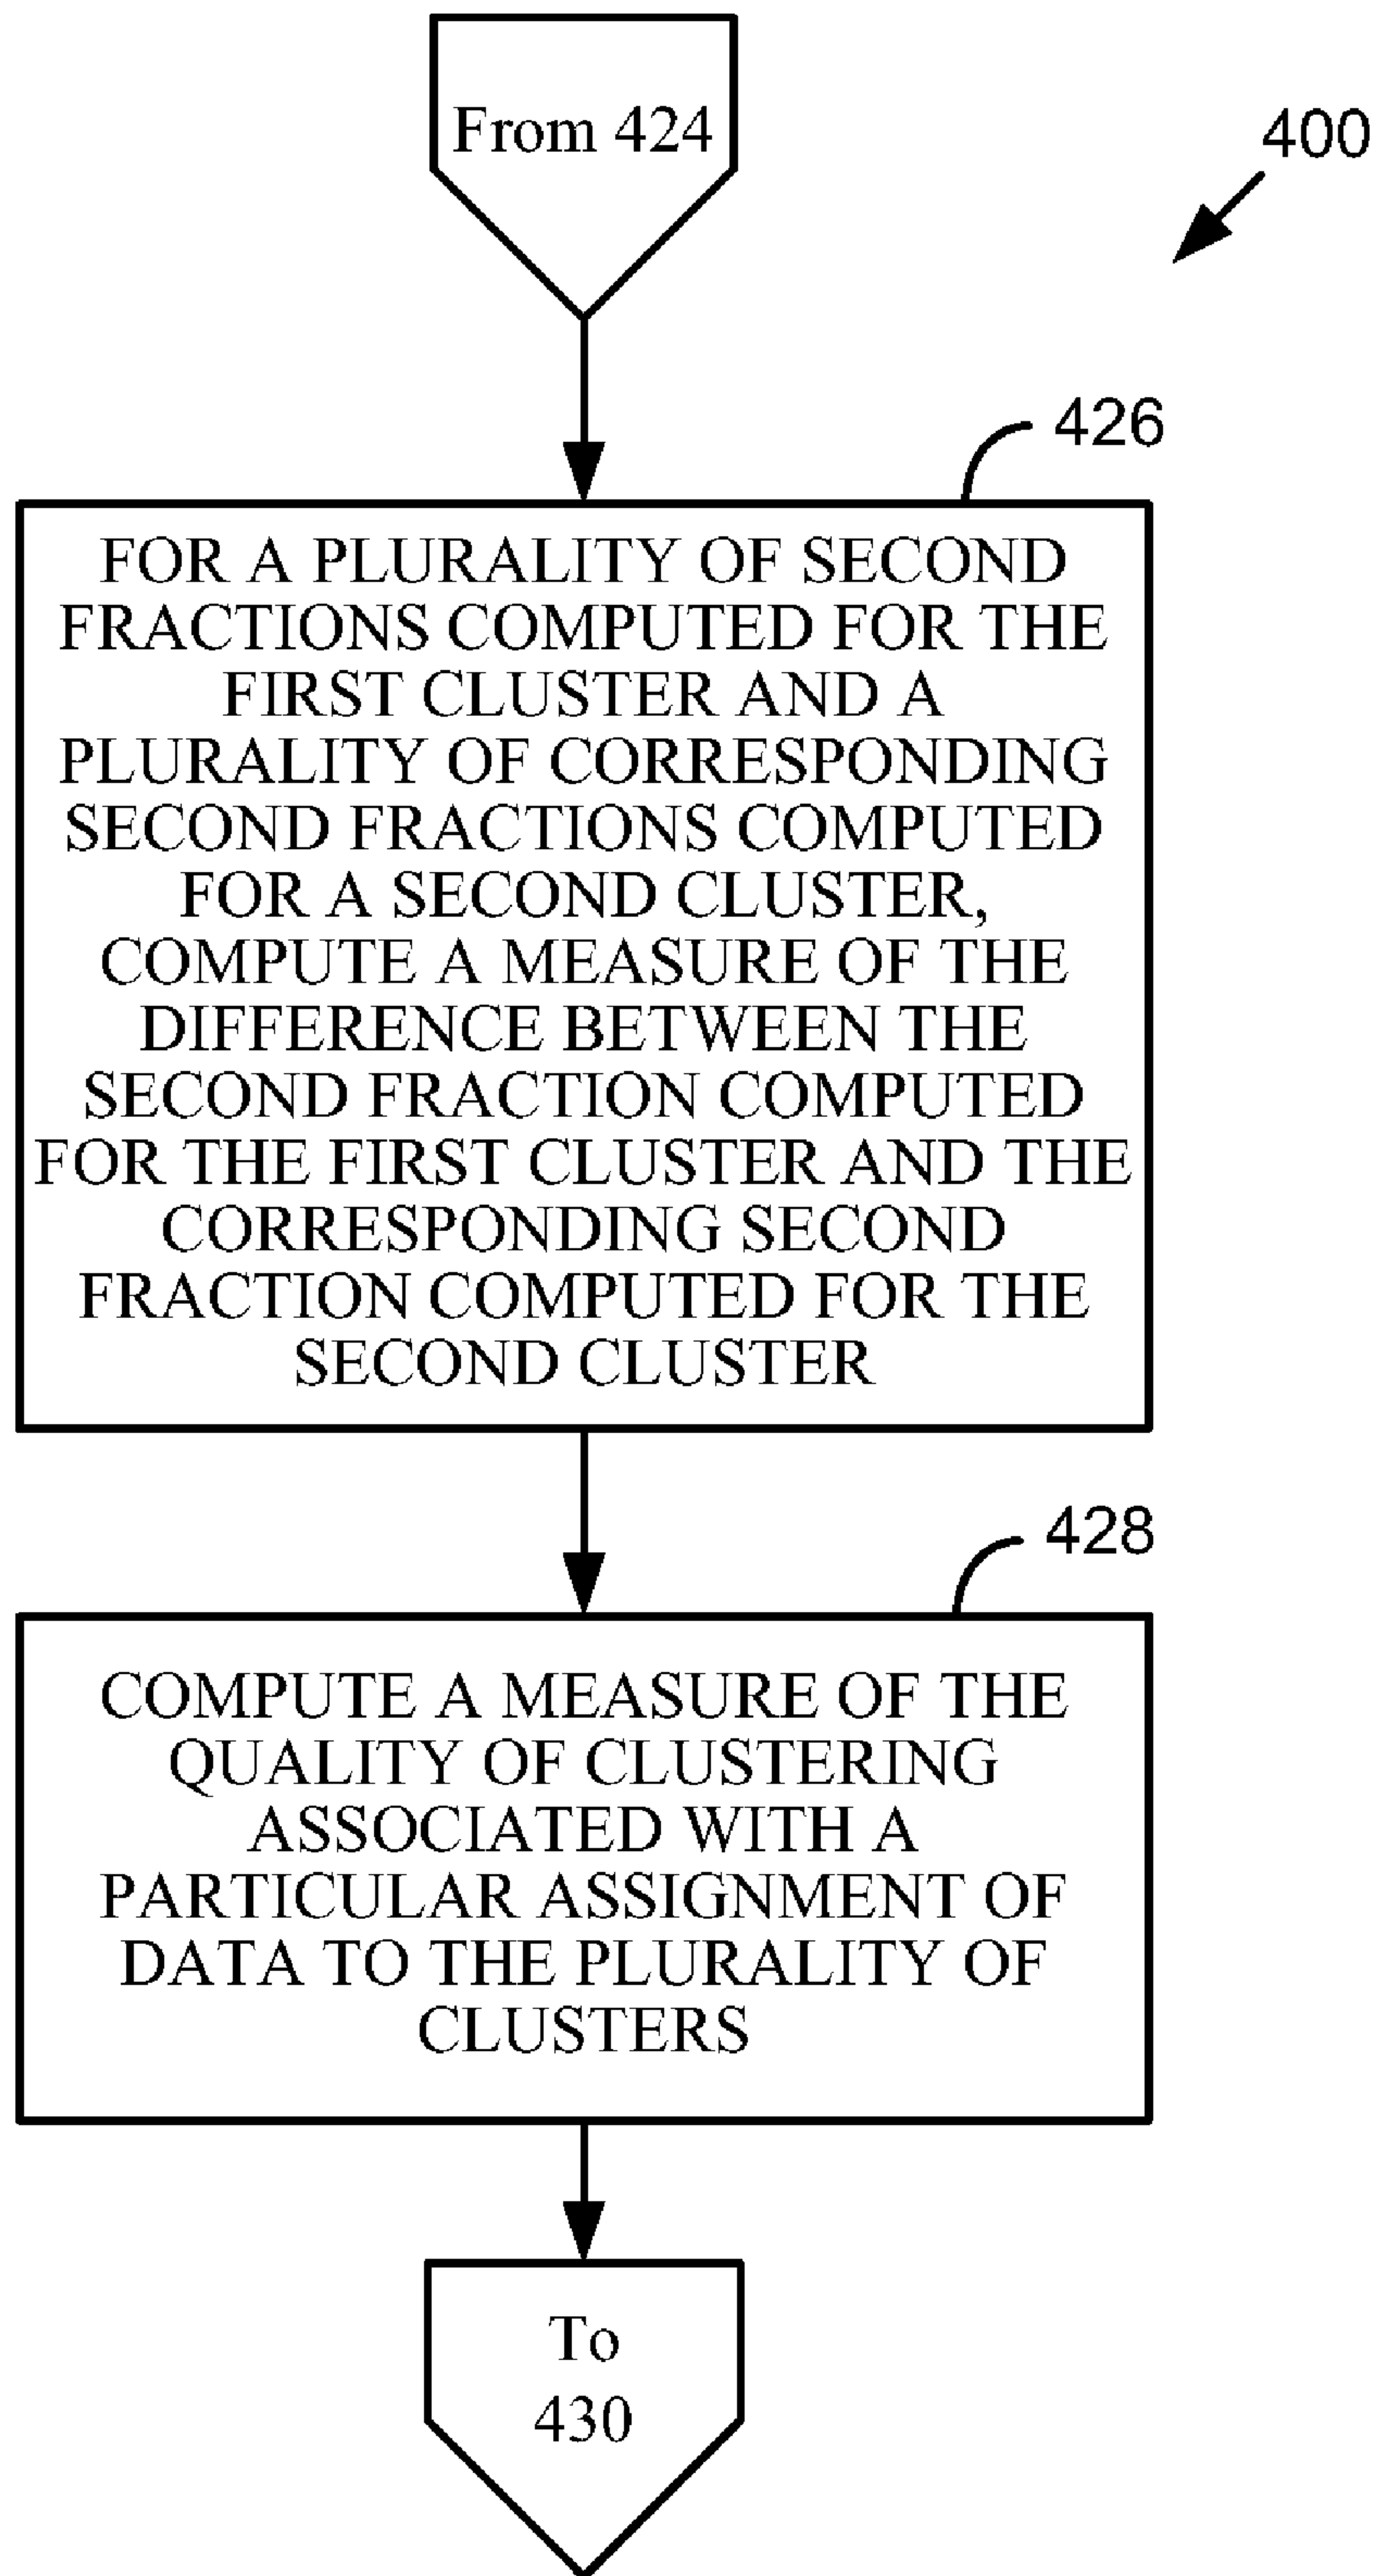 From 424
400
426
FOR A PLURALITY OF SECOND
FRACTIONS COMPUTED FOR THE
FIRST CLUSTER AND A
PLURALITY OF CORRESPONDING
SECOND FRACTIONS COMPUTED
FOR A SECOND CLUSTER,
COMPUTE A MEASURE OF THE
DIFFERENCE BETWEEN THE
SECOND FRACTION COMPUTED
FOR THE FIRST CLUSTER AND THE
CORRESPONDING SECOND
FRACTION COMPUTED FOR THE
SECOND CLUSTER
428
COMPUTE A MEASURE OF THE
QUALITY OF CLUSTERING
ASSOCIATED WITH A
PARTICULAR ASSIGNMENT OF
DATA TO THE PLURALITY OF
CLUSTERS
To
430